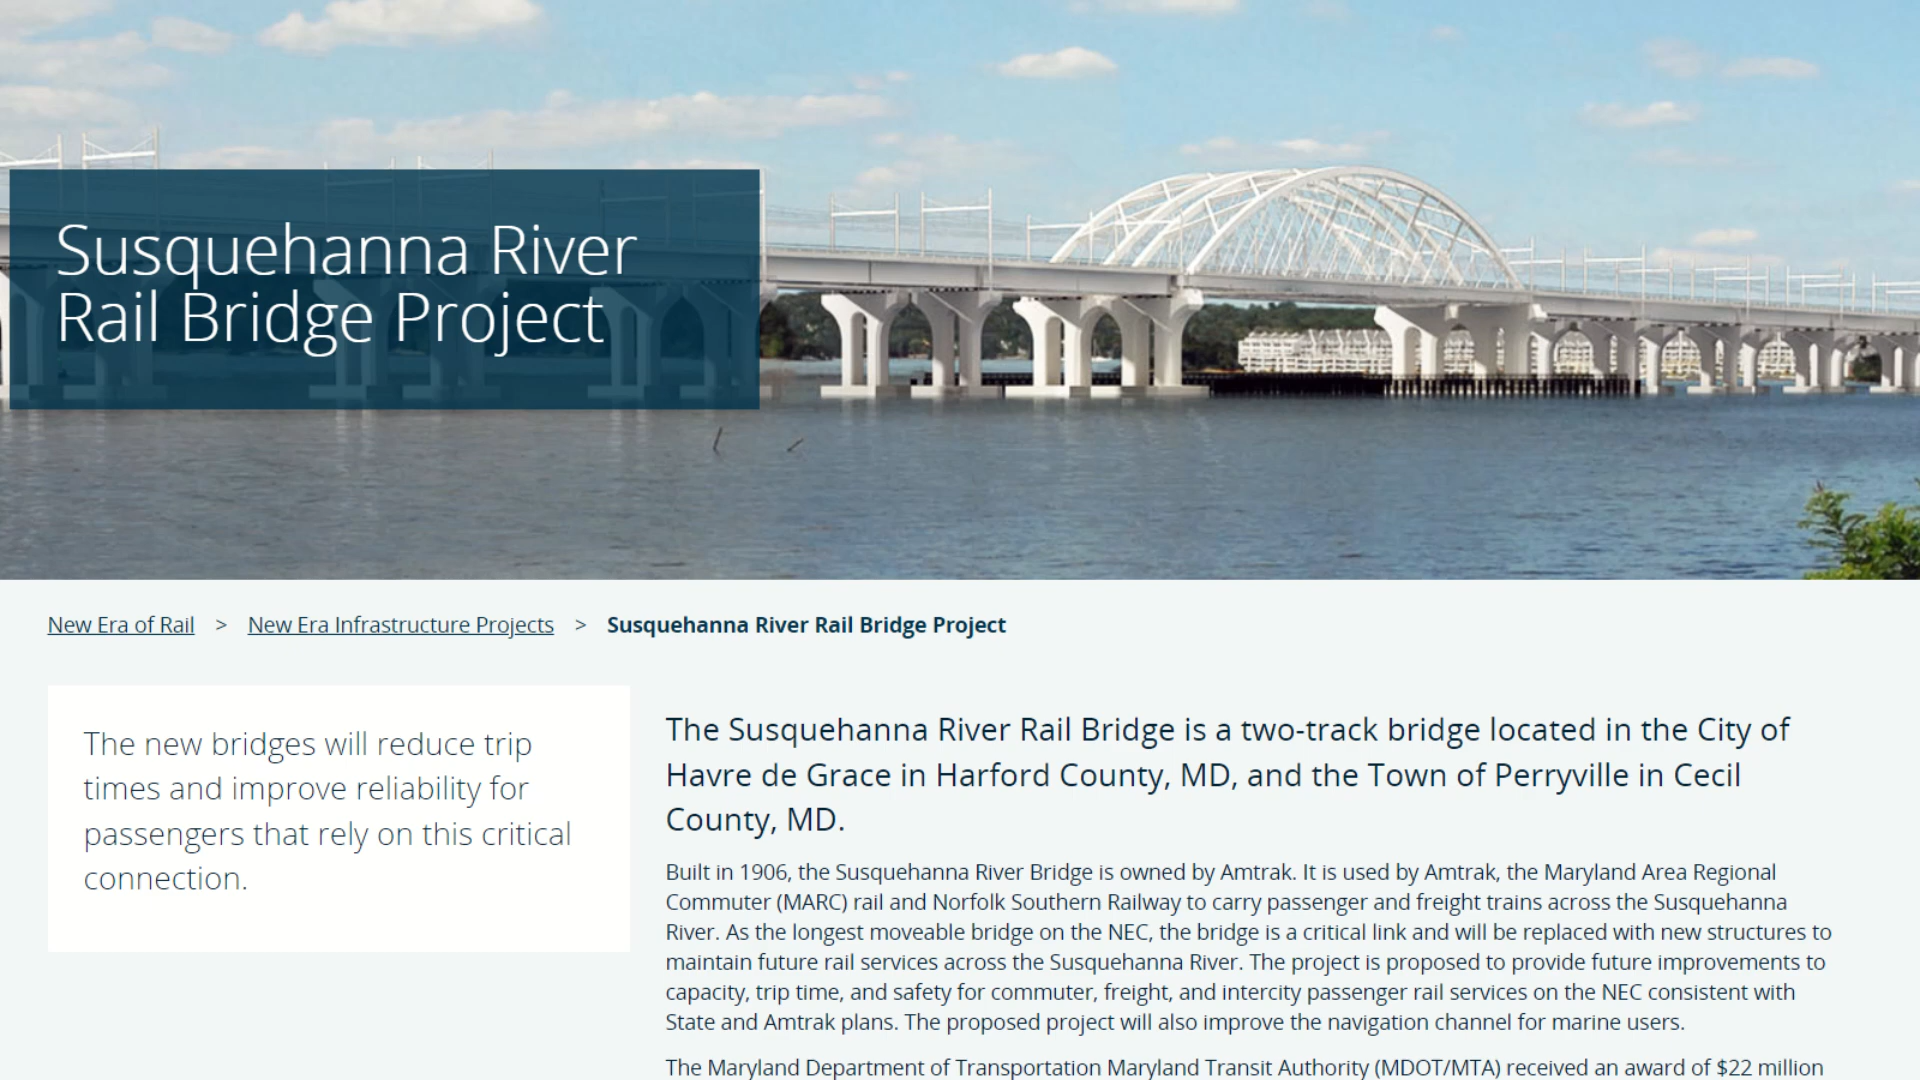 Susquehanna River
Rail Bridge Project
New Era of Rail > New Era Infrastructure Projects > Susquehanna River Rail Bridge Project
The new bridges will reduce trip
times and improve reliability for
passengers that rely on this critical
connection.
The Susquehanna River Rail Bridge is a two-track bridge located in the City of
Havre de Grace in Harford County, MD, and the Town of Perryville in Cecil
County, MD.
Built in 1906, the Susquehanna River Bridge is owned by Amtrak. It is used by Amtrak, the Maryland Area Regional
Commuter (MARC) rail and Norfolk Southern Railway to carry passenger and freight trains across the Susquehanna
River. As the longest moveable bridge on the NEC, the bridge is a critical link and will be replaced with new structures to
maintain future rail services across the Susquehanna River. The project is proposed to provide future improvements to
capacity, trip time, and safety for commuter, freight, and intercity passenger rail services on the NEC consistent with
State and Amtrak plans. The proposed project will also improve the navigation channel for marine users.
The Maryland Department of Transportation Maryland Transit Authority (MDOT/MTA) received an award of $22 million